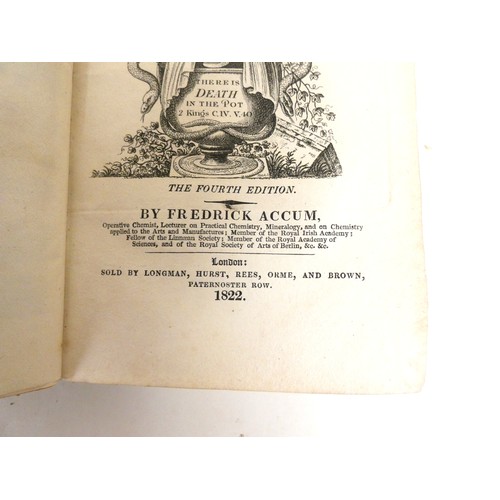 THERE IS
DEATH
IN THE POT
2 Kings C.IV. V.40
THE FOURTH EDITION.
BY FREDRICK ACCUM,
Operative Chemist, Lecturer on Practical Chemistry, Mineralogy, and on Chemistry
applied to the Arts and Manufactures; Member of the Royal Irish Academy;
Fellow of the Linnæan Society; Member of the Royal Academy of
Sciences, and of the Royal Society of Arts of Berlin, &c. &c.
London:
SOLD BY LONGMAN, HURST, REES, ORME, AND BROWN,
PATERNOSTER ROW.
1822.